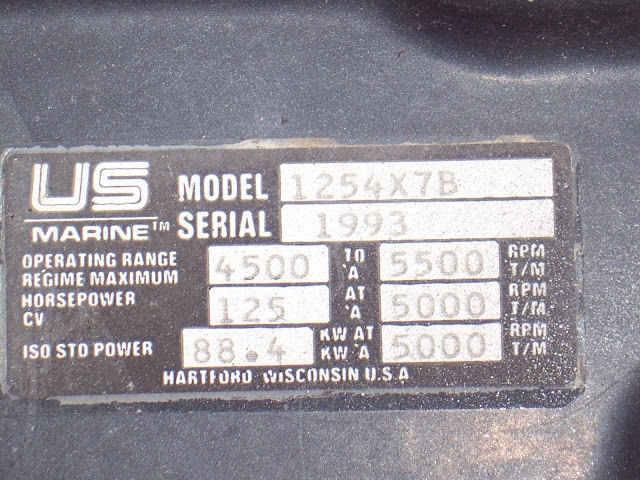 US MARINE™
MODEL 1254X7B
SERIAL 1993
OPERATING RANGE 4500 TO 5500 RPM
REGIME MAXIMUM 'A T/M
HORSEPOWER 125 AT 5000 RPM
CV 'A T/M
ISO STD POWER 88.4 KW AT 5000 RPM
KW 'A T/M
HARTFORD WISCONSIN U.S.A